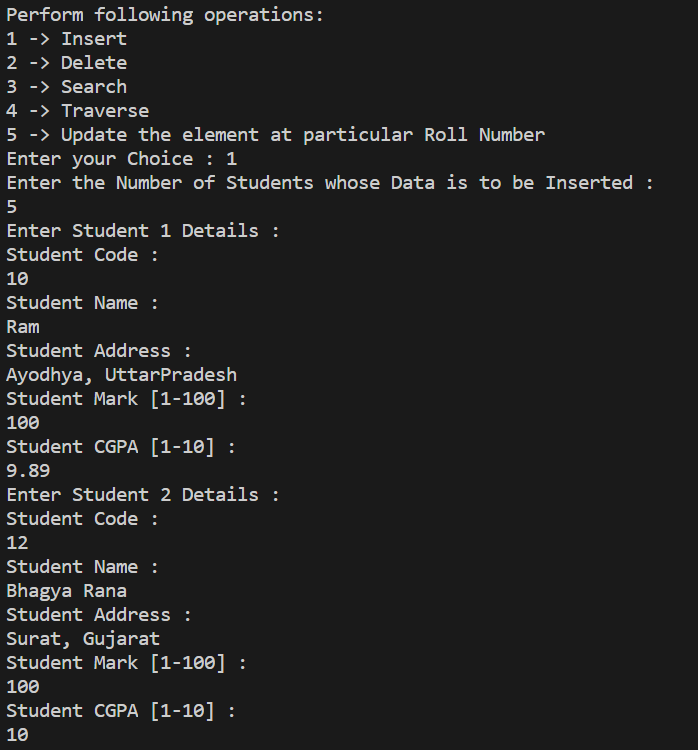 Perform following operations:
1 -> Insert
2 -> Delete
3 -> Search
4 -> Traverse
5 -> Update the element at particular Roll Number
Enter your Choice : 1
Enter the Number of Students whose Data is to be Inserted :
5
Enter Student 1 Details :
Student Code :
10
Student Name :
Ram
Student Address :
Ayodhya, UttarPradesh
Student Mark [1-100] :
100
Student CGPA [1-10] :
9.89
Enter Student 2 Details :
Student Code :
12
Student Name :
Bhagya Rana
Student Address :
Surat, Gujarat
Student Mark [1-100] :
100
Student CGPA [1-10] :
10